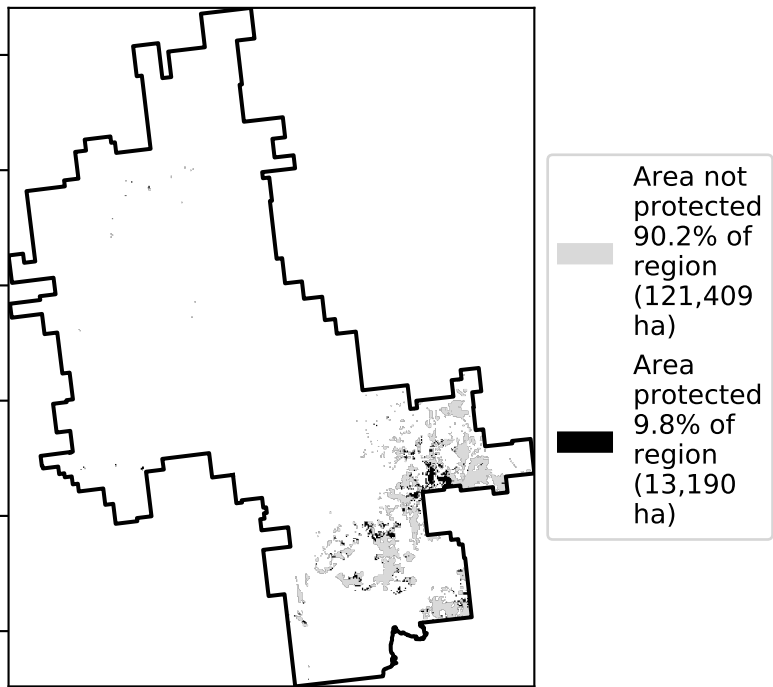 Area not
protected
90.2% of
region
(121,409
ha)
Area
protected
9.8% of
region
(13,190
ha)